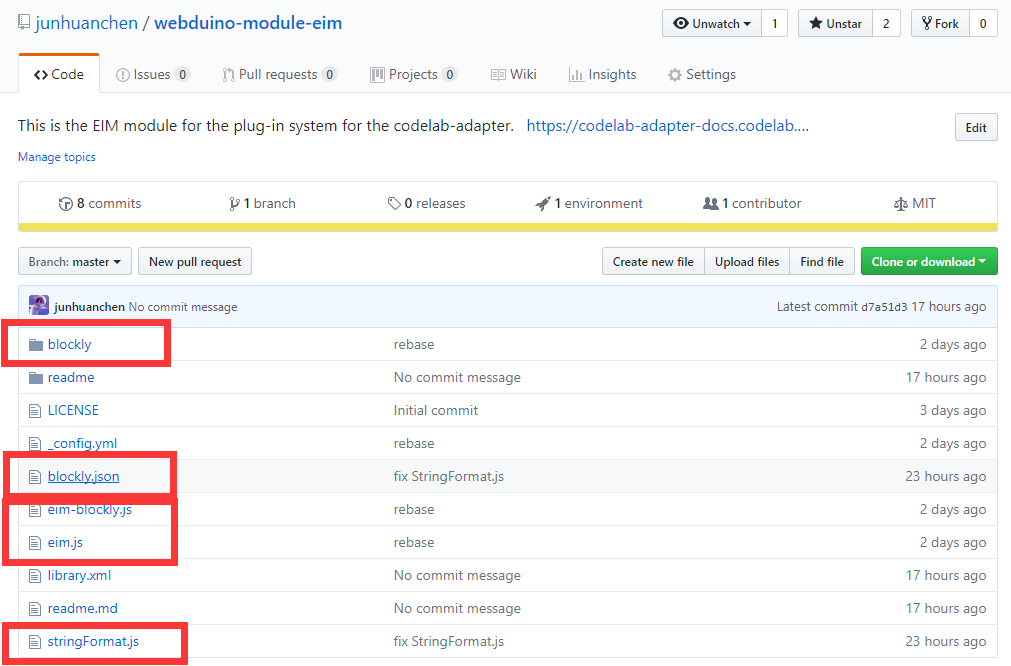 junhuanchen / webduino-module-eim Unwatch 1 Unstar 2 Fork 0
Code Issues 0 Pull requests 0 Projects 0 Wiki Insights Settings
This is the EIM module for the plug-in system for the codelab-adapter. https://codelab-adapter-docs.codelab.... Edit
Manage topics
8 commits 1 branch 0 releases 1 environment 1 contributor MIT
Branch: master New pull request Create new file Upload files Find file Clone or download
junhuanchen No commit message Latest commit d7a51d3 17 hours ago
blockly rebase 2 days ago
readme No commit message 17 hours ago
LICENSE Initial commit 3 days ago
_config.yml rebase 2 days ago
blockly.json fix StringFormat.js 23 hours ago
eim-blockly.js rebase 2 days ago
eim.js rebase 2 days ago
library.xml No commit message 17 hours ago
readme.md No commit message 17 hours ago
stringFormat.js fix StringFormat.js 23 hours ago